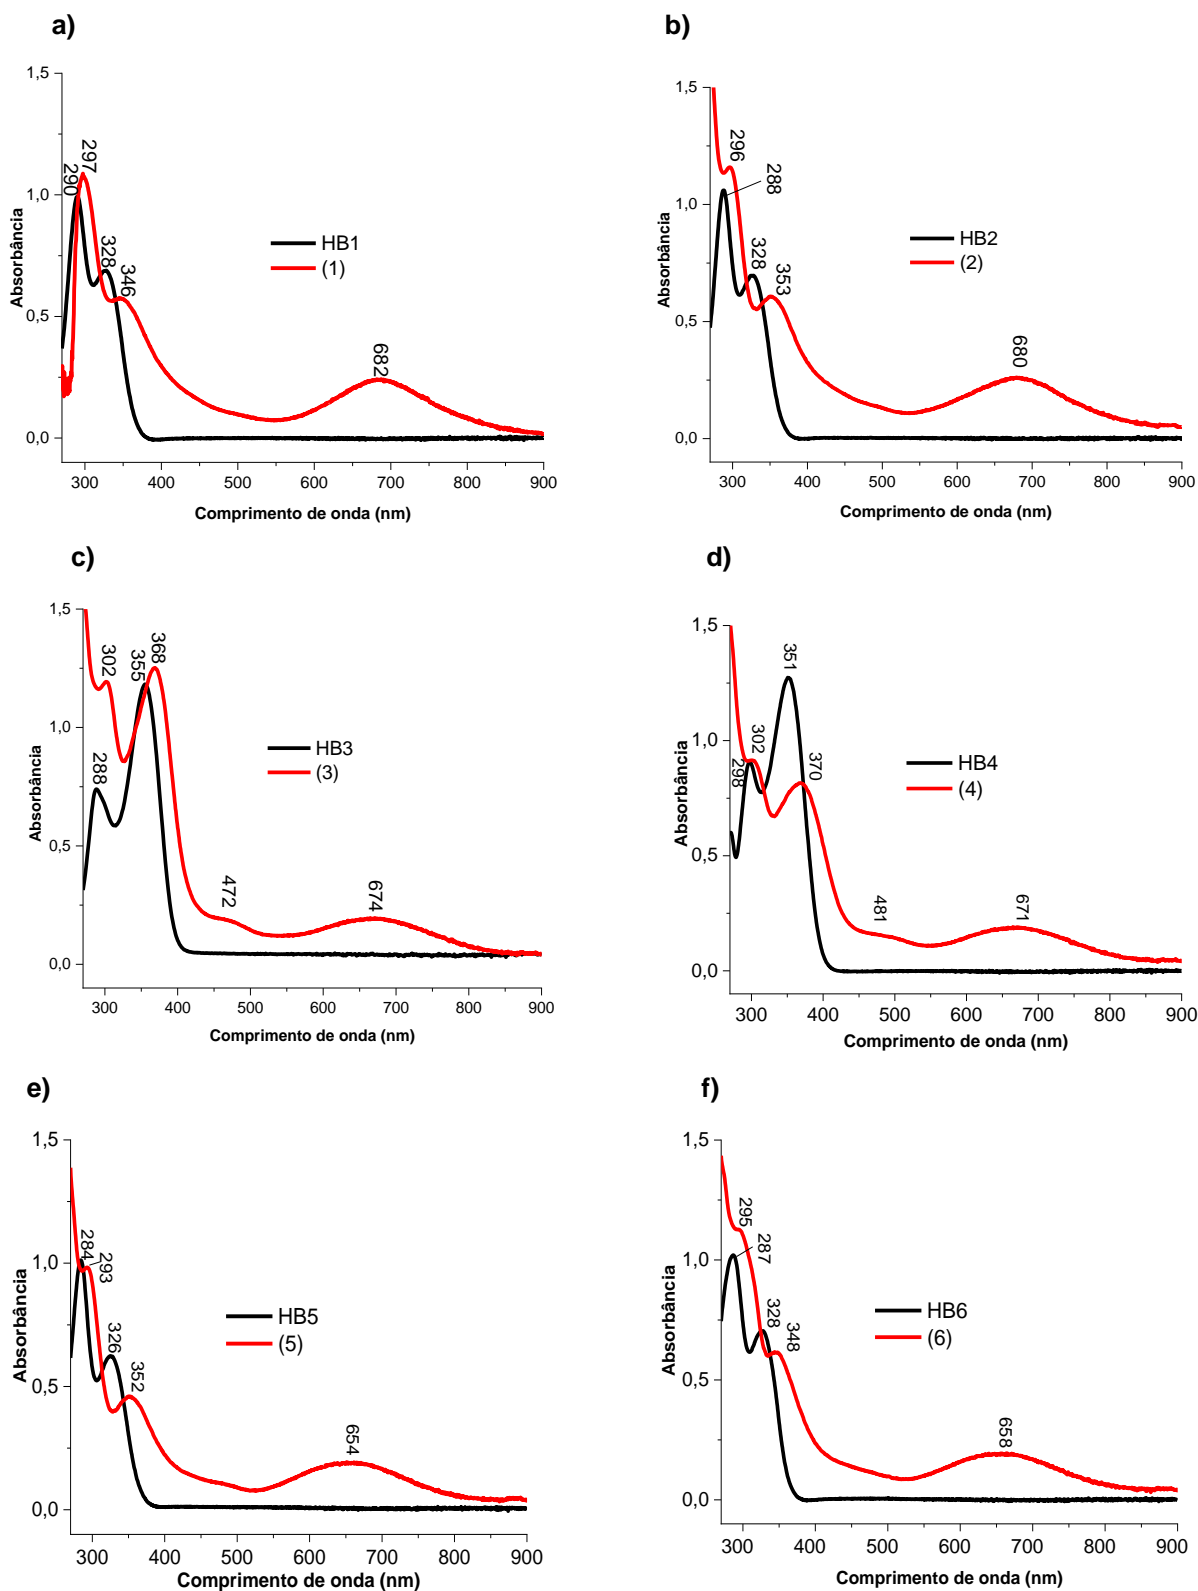 a)
1,5
1,0
0,5
0,0
Absorbância
290
297
328
346
682
HB1
(1)
300 400 500 600 700 800 900
Comprimento de onda (nm)
b)
1,5
1,0
0,5
0,0
Absorbância
296
288
328
353
680
HB2
(2)
300 400 500 600 700 800 900
Comprimento de onda (nm)
c)
1,5
1,0
0,5
0,0
Absorbância
288
302
355
368
472
674
HB3
(3)
300 400 500 600 700 800 900
Comprimento de onda (nm)
d)
1,5
1,0
0,5
0,0
Absorbância
298
302
351
370
481
671
HB4
(4)
300 400 500 600 700 800 900
Comprimento de onda (nm)
e)
1,5
1,0
0,5
0,0
Absorbância
284
293
326
352
654
HB5
(5)
300 400 500 600 700 800 900
Comprimento de onda (nm)
f)
1,5
1,0
0,5
0,0
Absorbância
295
287
328
348
658
HB6
(6)
300 400 500 600 700 800 900
Comprimento de onda (nm)